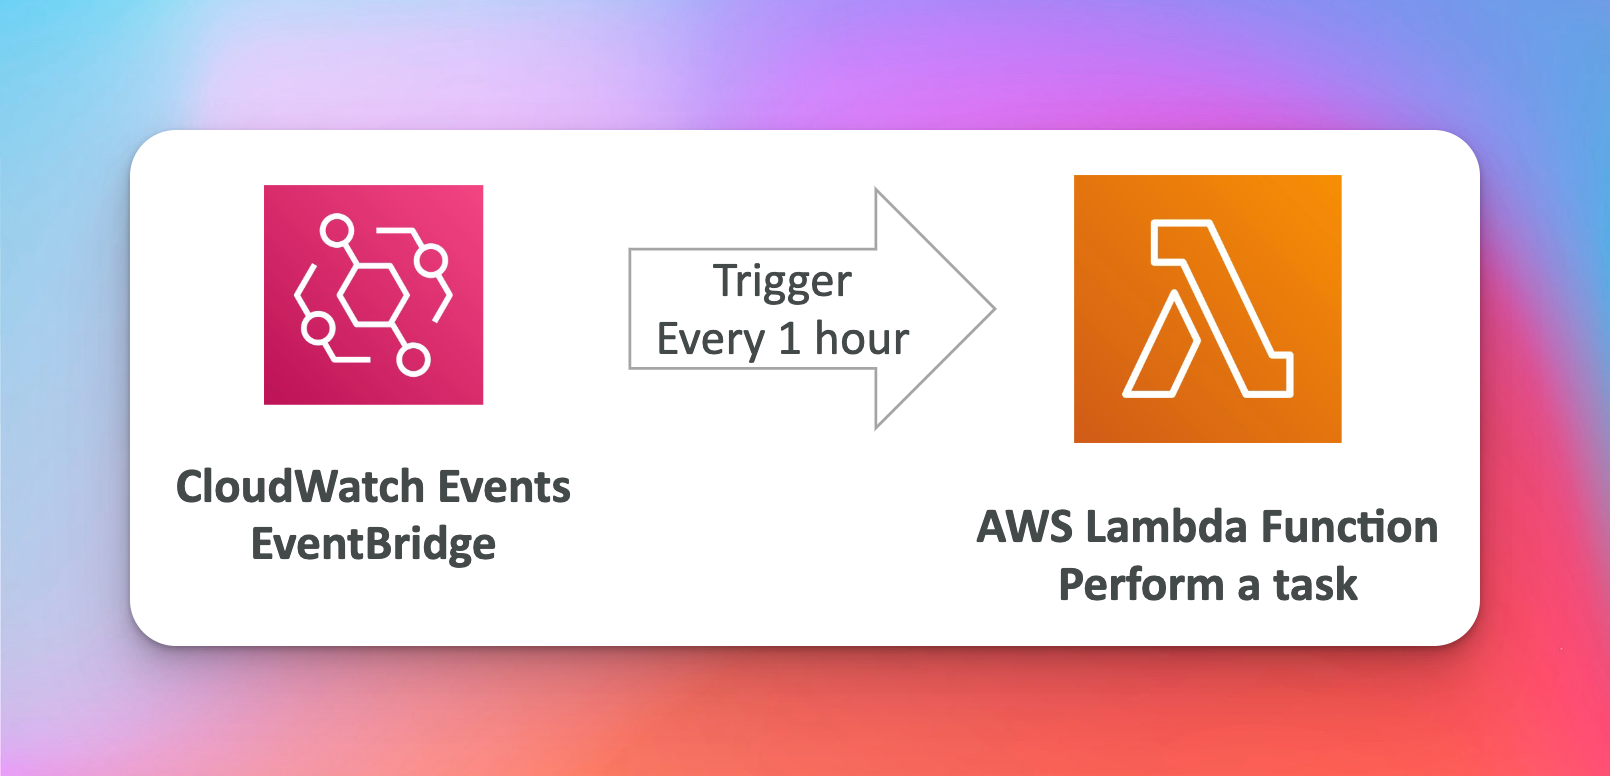 Trigger
Every 1 hour
CloudWatch Events
EventBridge
AWS Lambda Function
Perform a task